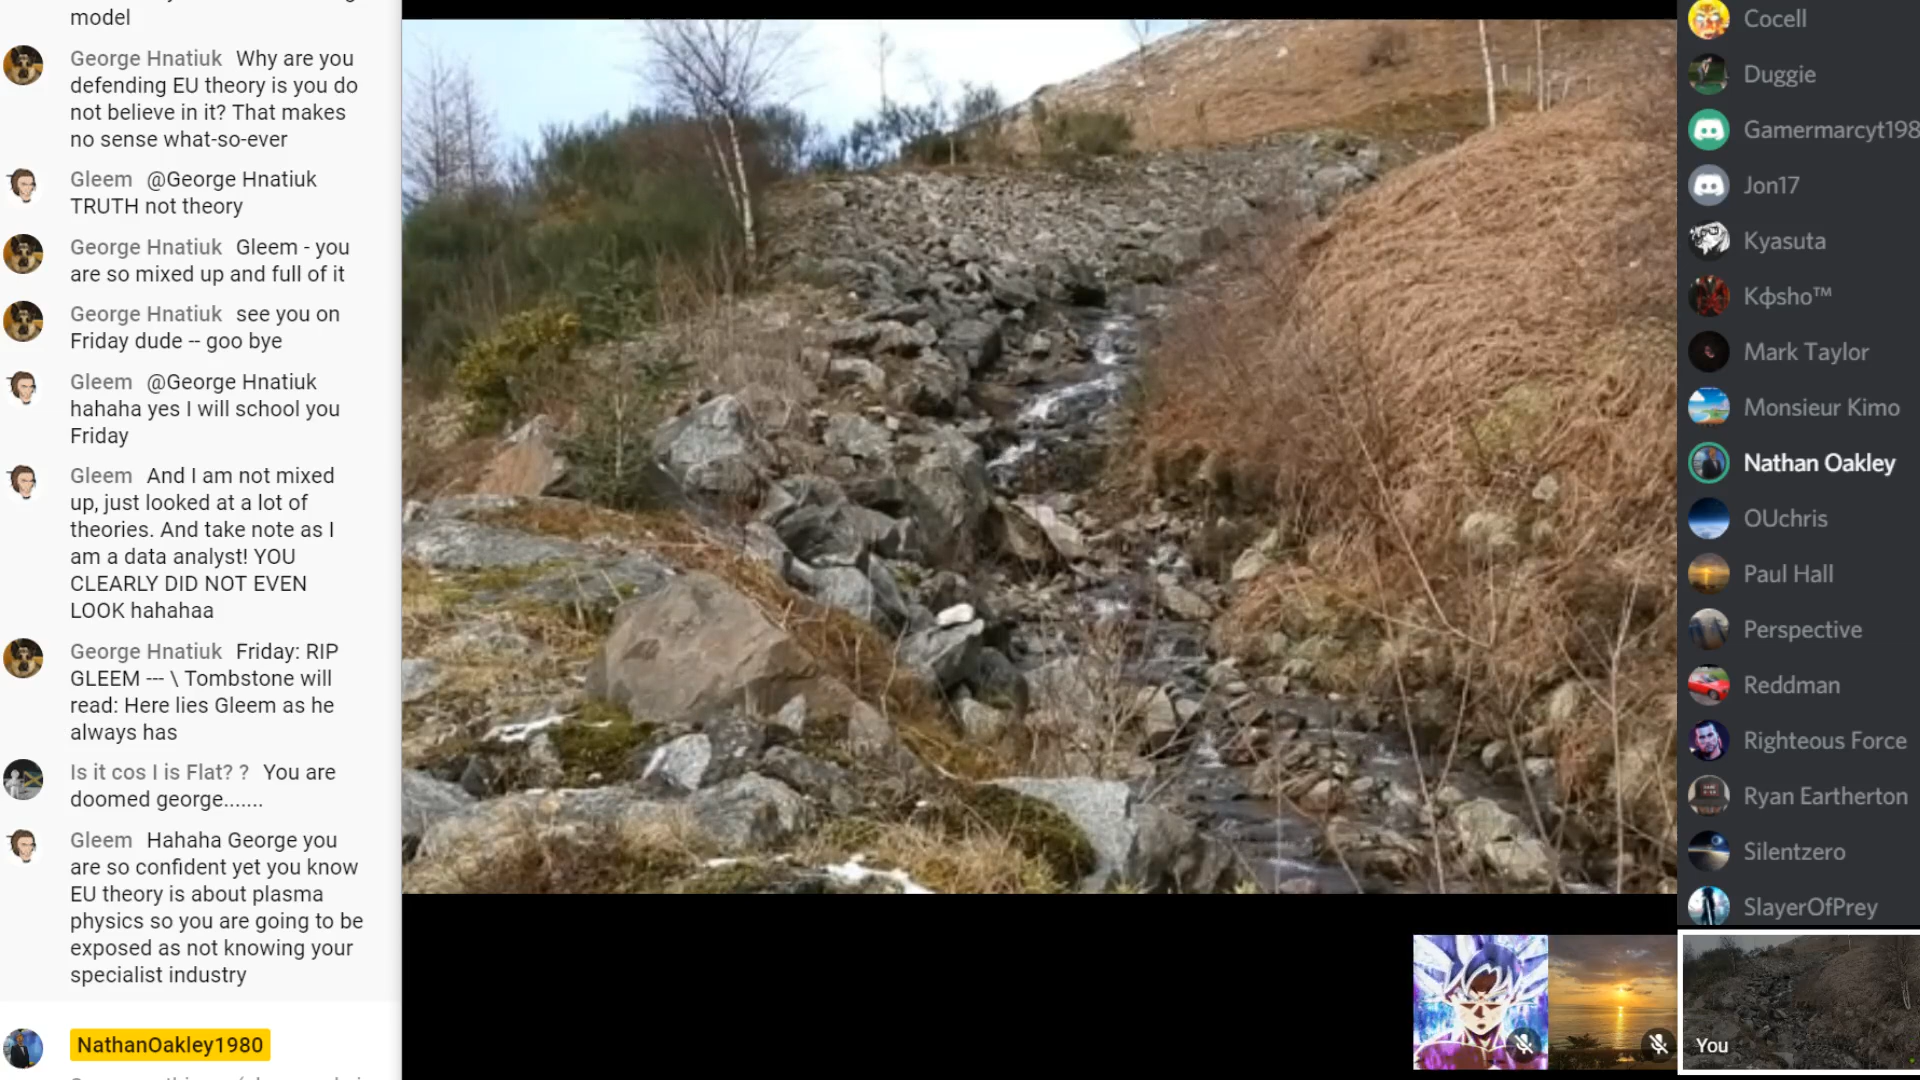 model
George Hnatiuk Why are you
defending EU theory is you do
not believe in it? That makes
no sense what-so-ever
Gleem @George Hnatiuk
TRUTH not theory
George Hnatiuk Gleem - you
are so mixed up and full of it
George Hnatiuk see you on
Friday dude -- goo bye
Gleem @George Hnatiuk
hahaha yes I will school you
Friday
Gleem And I am not mixed
up, just looked at a lot of
theories. And take note as I
am a data analyst! YOU
CLEARLY DID NOT EVEN
LOOK hahahaa
George Hnatiuk Friday: RIP
GLEEM --- \ Tombstone will
read: Here lies Gleem as he
always has
Is it cos I is Flat? ? You are
doomed george.......
Gleem Hahaha George you
are so confident yet you know
EU theory is about plasma
physics so you are going to be
exposed as not knowing your
specialist industry
NathanOakley1980
Cocell
Duggie
Gamermarcyt198
Jon17
Kyasuta
Kфsho™
Mark Taylor
Monsieur Kimo
Nathan Oakley
OUchris
Paul Hall
Perspective
Reddman
Righteous Force
Ryan Eartherton
Silentzero
SlayerOfPrey
You